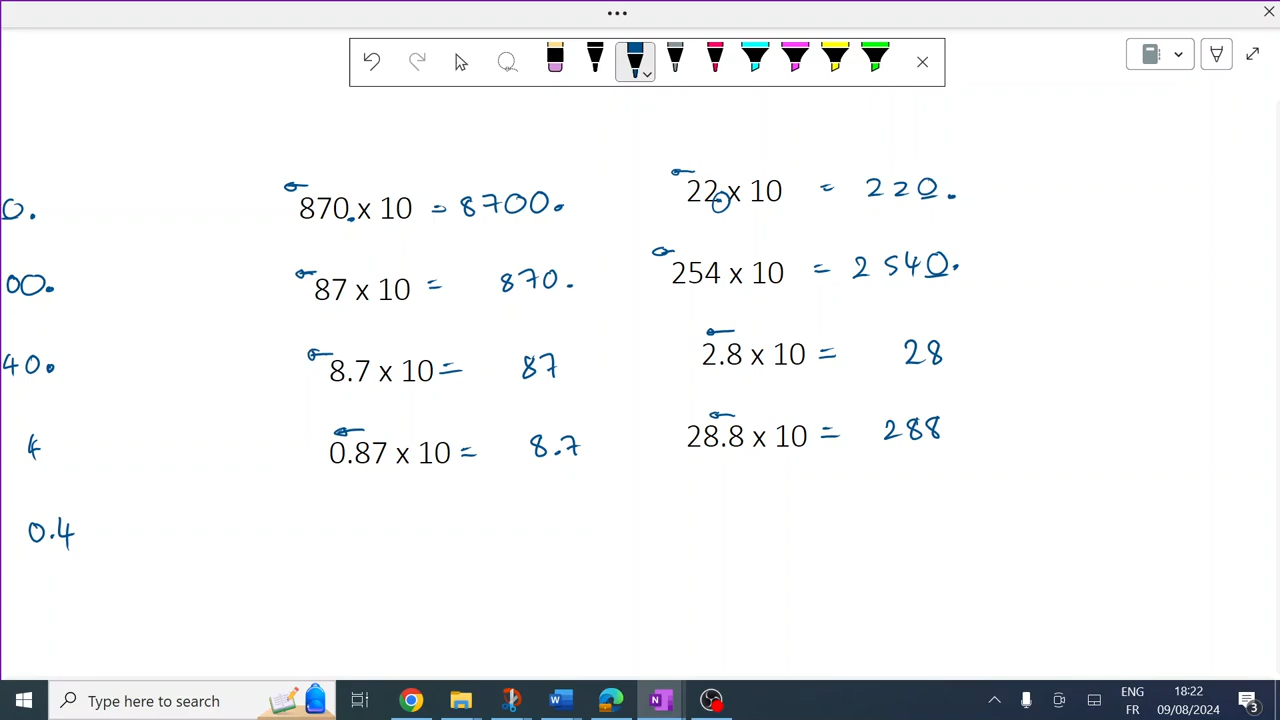 0.
00.
40.
4
0.4
870. x 10 = 8700.
87 x 10 = 870.
8.7 x 10 = 87
0.87 x 10 = 8.7
22. x 10 = 220.
254 x 10 = 2540.
2.8 x 10 = 28
28.8 x 10 = 288
Type here to search
ENG
FR
18:22
09/08/2024
3